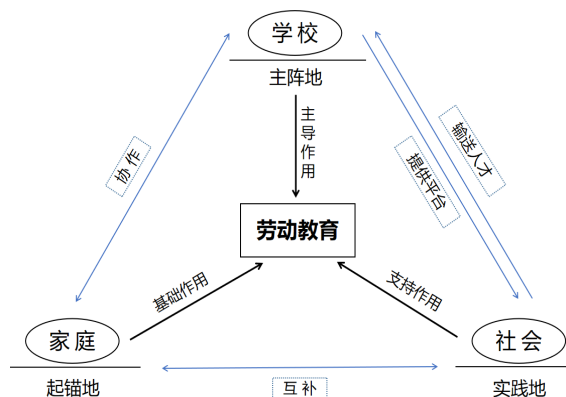 学校
主阵地
主导作用
协作
输送人才
提供平台
劳动教育
基础作用
支持作用
家庭
社会
起锚地
互补
实践地